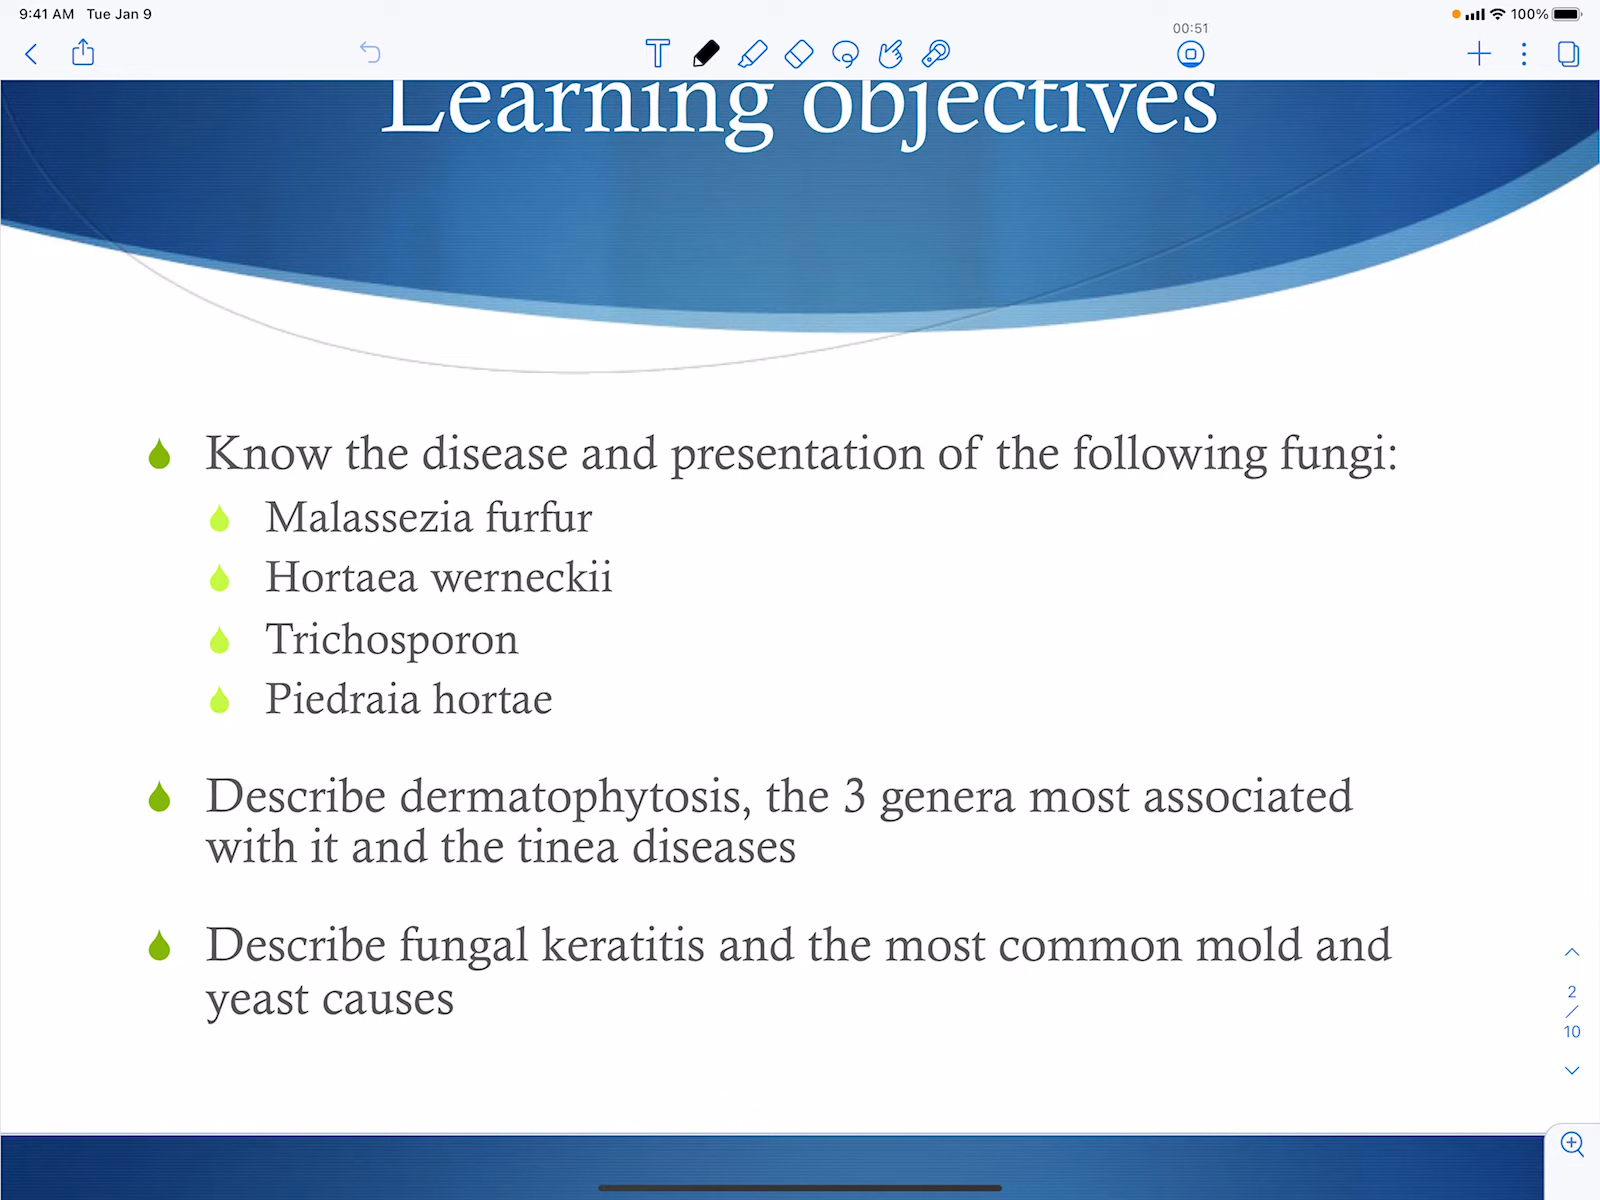 9:41 AM Tue Jan 9
100%
00:51
Learning objectives
Know the disease and presentation of the following fungi:
Malassezia furfur
Hortaea werneckii
Trichosporon
Piedraia hortae
Describe dermatophytosis, the 3 genera most associated
with it and the tinea diseases
Describe fungal keratitis and the most common mold and
yeast causes
2
/
10